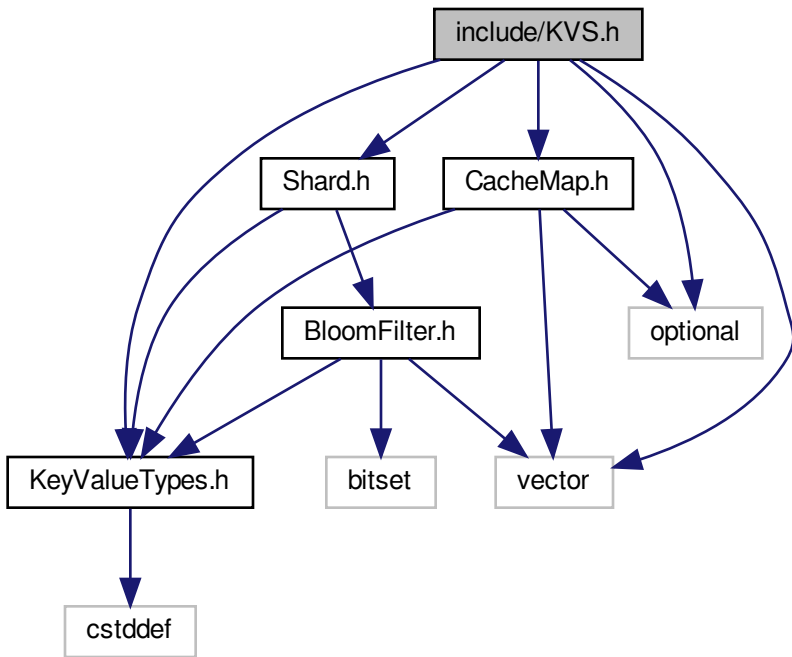 include/KVS.h
Shard.h
CacheMap.h
BloomFilter.h
optional
KeyValueTypes.h
bitset
vector
cstddef